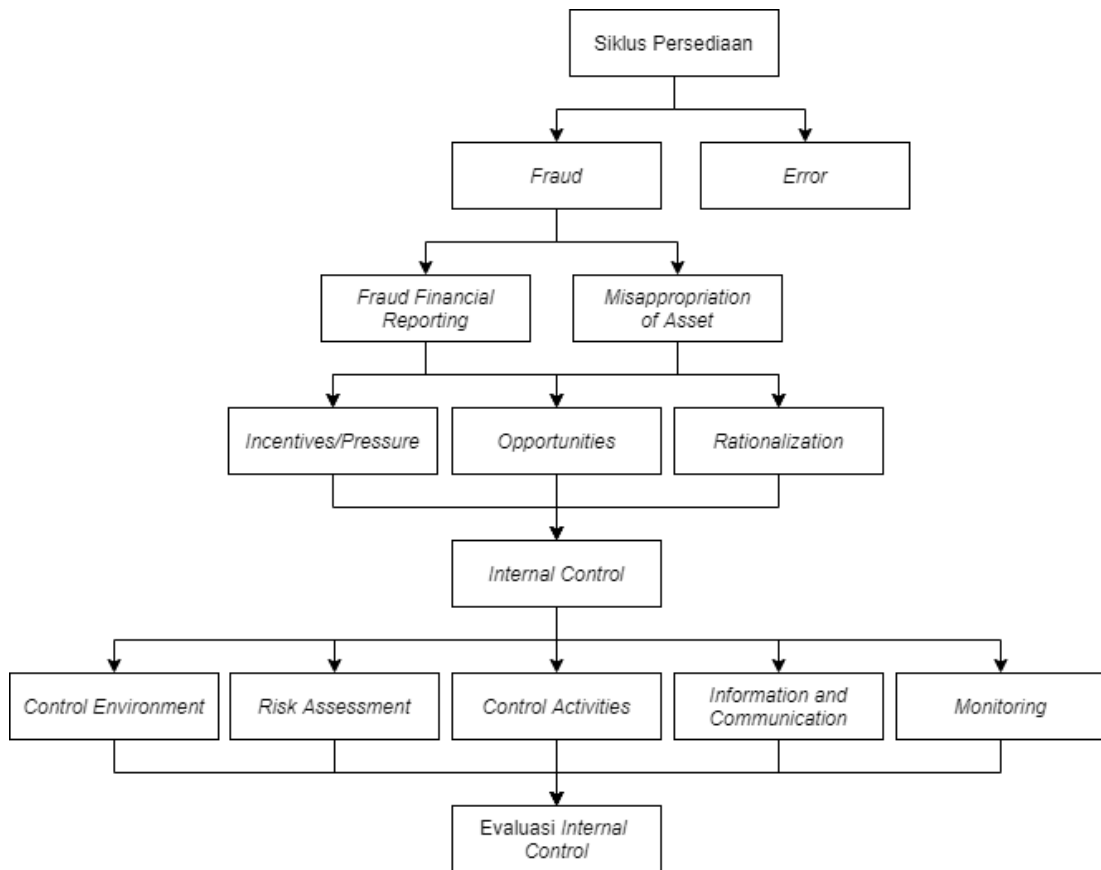 Siklus Persediaan
Fraud
Error
Fraud Financial
Reporting
Misappropriation
of Asset
Incentives/Pressure
Opportunities
Rationalization
Internal Control
Control Environment
Risk Assessment
Control Activities
Information and
Communication
Monitoring
Evaluasi Internal
Control